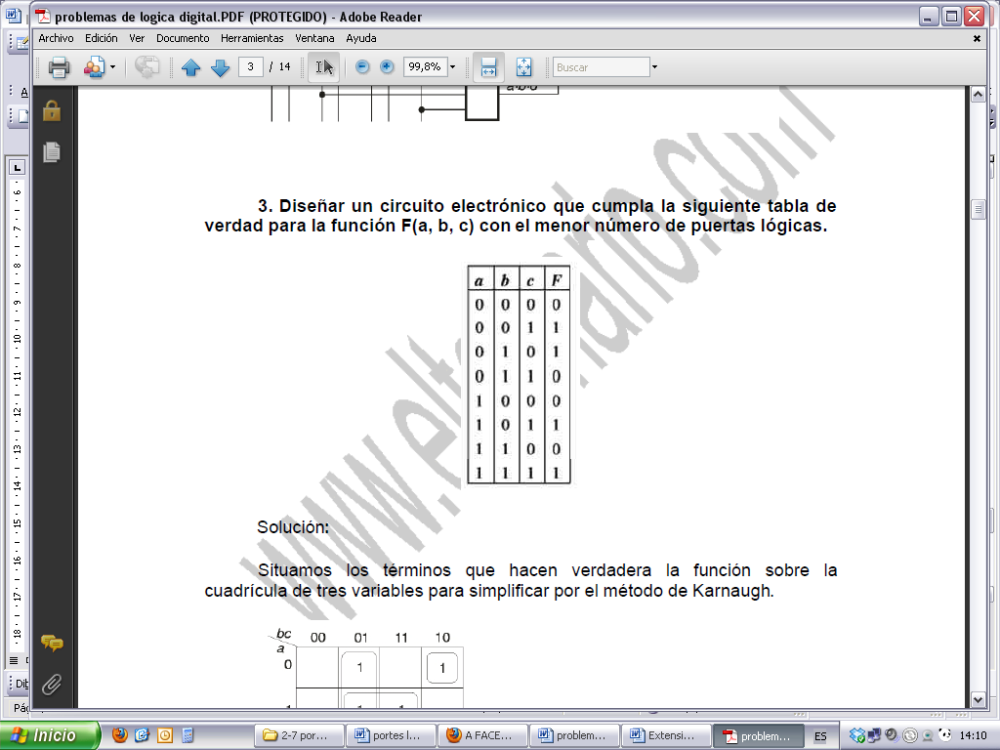 problemas de logica digital.PDF (PROTEGIDO) - Adobe Reader
Archivo Edición Ver Documento Herramientas Ventana Ayuda
3 / 14 99,8% Buscar
a·b·c
www.eltemario.com
3. Diseñar un circuito electrónico que cumpla la siguiente tabla de
verdad para la función F(a, b, c) con el menor número de puertas lógicas.
a b c F
0 0 0 0
0 0 1 1
0 1 0 1
0 1 1 0
1 0 0 0
1 0 1 1
1 1 0 0
1 1 1 1
Solución:
Situamos los términos que hacen verdadera la función sobre la
cuadrícula de tres variables para simplificar por el método de Karnaugh.
bc 00 01 11 10
a
0 1 1
1 1 1
Inicio 2-7 por... portes l... A FACE... problem... Extensi... problem... ES 14:10